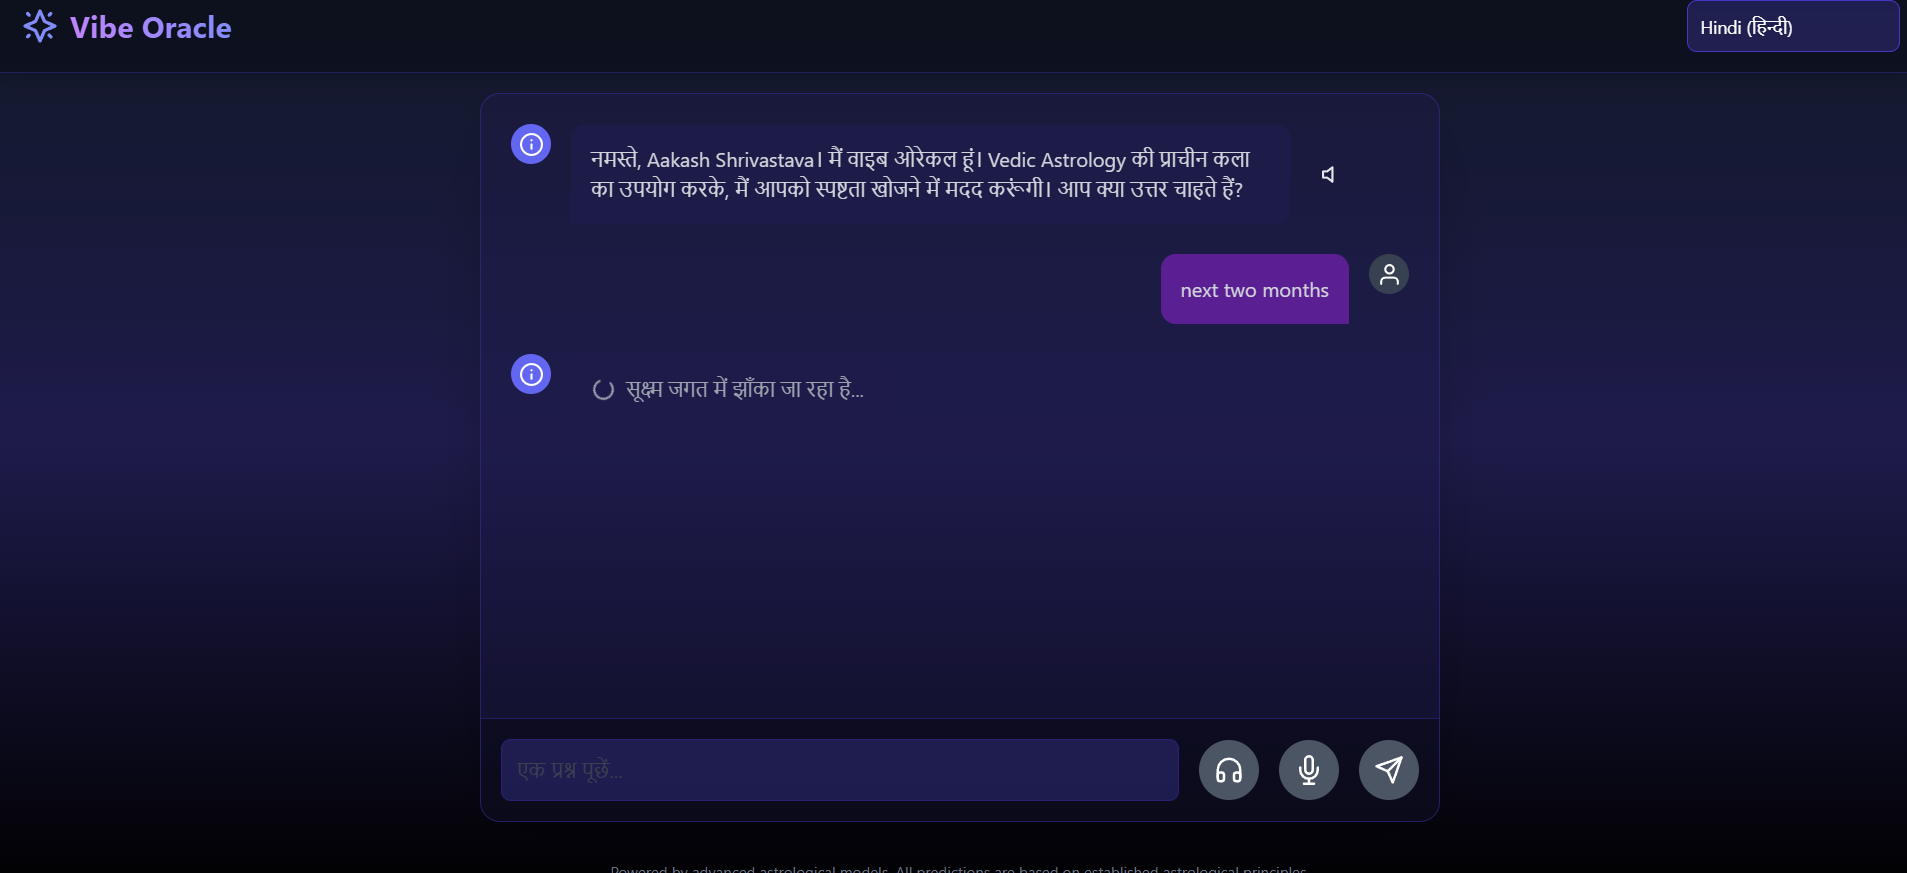 Vibe Oracle
Hindi (हिन्दी)
नमस्ते, Aakash Shrivastava। मैं वाइब ओरेकल हूं। Vedic Astrology की प्राचीन कला
का उपयोग करके, मैं आपको स्पष्टता खोजने में मदद करूंगी। आप क्या उत्तर चाहते हैं?
next two months
सूक्ष्म जगत में झाँका जा रहा है...
एक प्रश्न पूछें...
Powered by advanced astrological models. All predictions are based on established astrological principles.